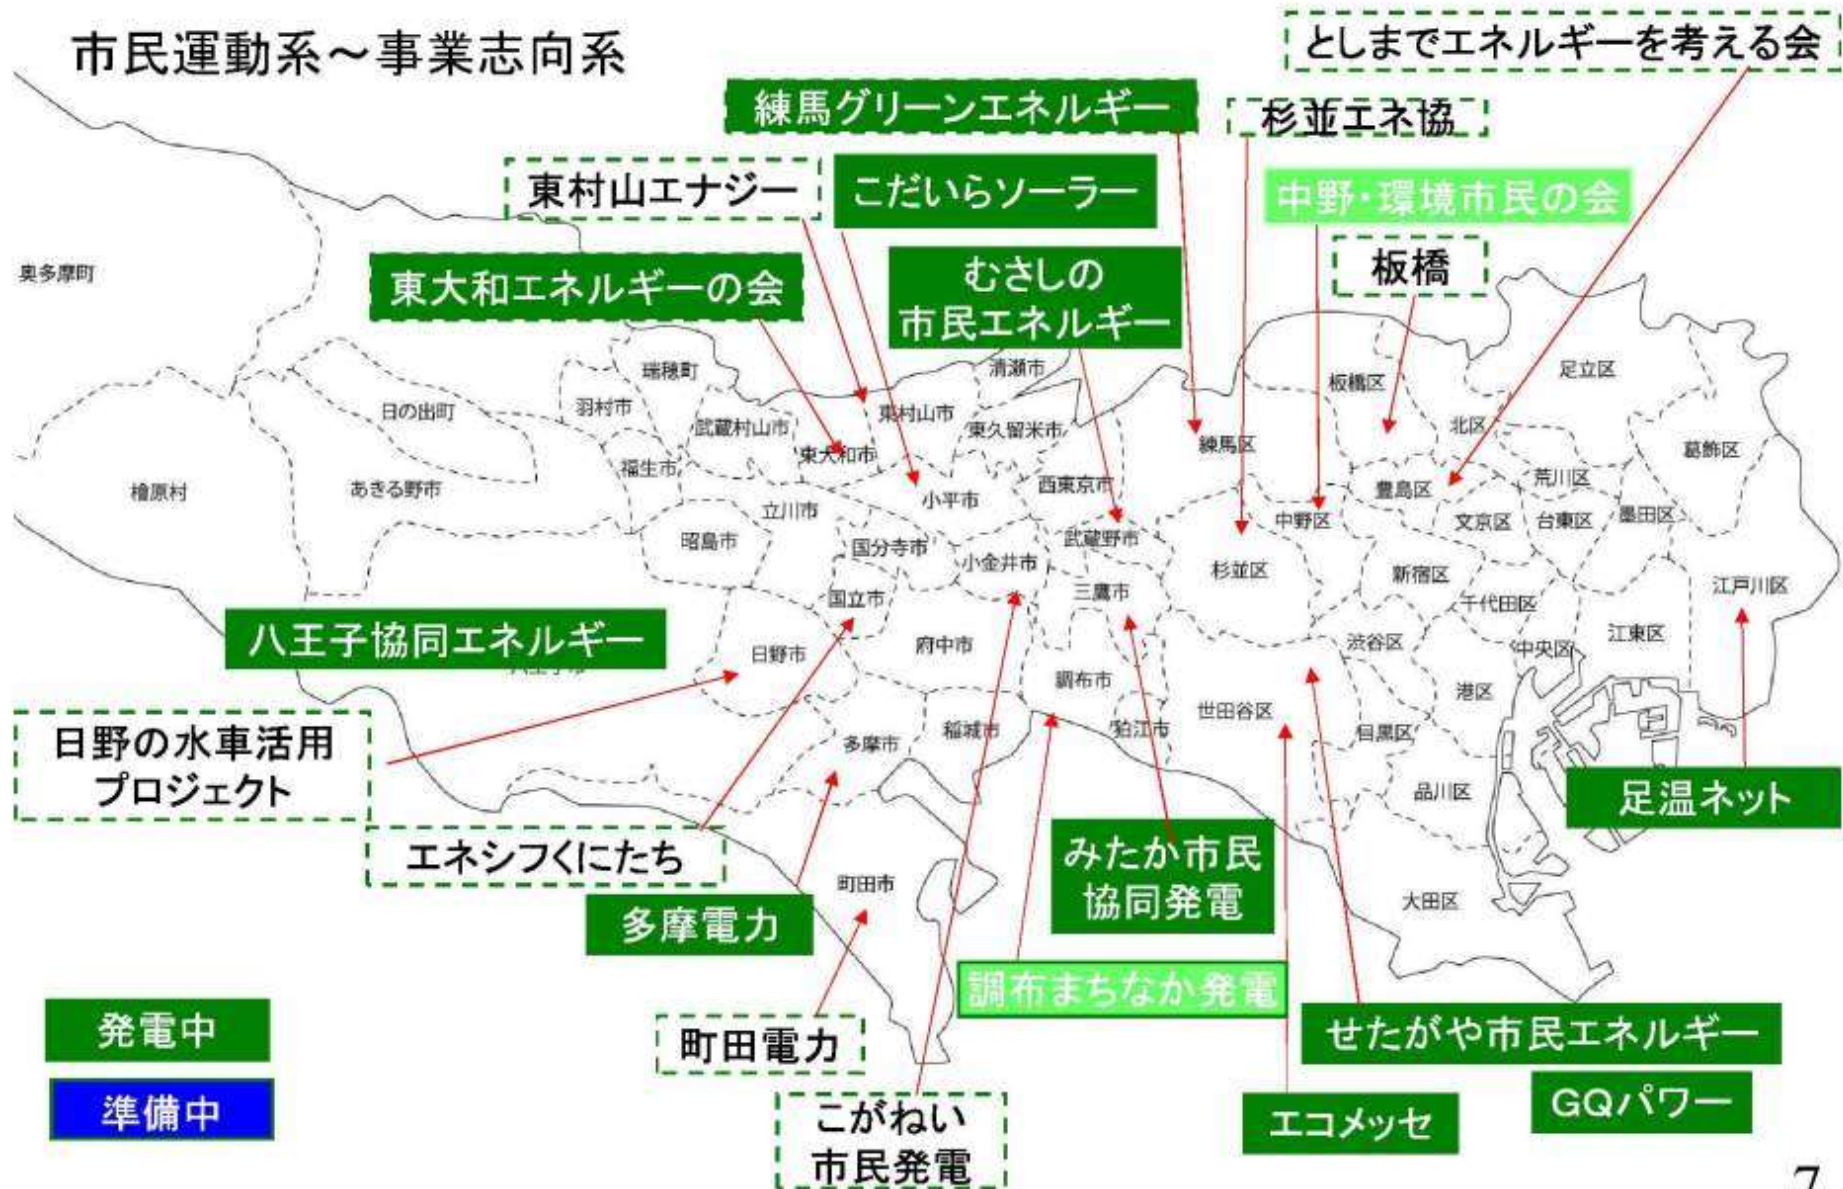 市民運動系～事業志向系
としまでエネルギーを考える会
練馬グリーンエネルギー
杉並エネ協
東村山エナジー
こだいらソーラー
中野・環境市民の会
東大和エネルギーの会
むさしの
市民エネルギー
板橋
奥多摩町
瑞穂町
清瀬市
板橋区
足立区
日の出町
羽村市
武蔵村山市
東村山市
東久留米市
練馬区
北区
葛飾区
福生市
東大和市
檜原村
あきる野市
立川市
小平市
西東京市
豊島区
荒川区
中野区
文京区
台東区
墨田区
昭島市
国分寺市
小金井市
武蔵野市
杉並区
新宿区
江戸川区
国立市
三鷹市
千代田区
八王子協同エネルギー
日野市
府中市
渋谷区
中央区
江東区
八王子市
調布市
港区
世田谷区
日野の水車活用
プロジェクト
多摩市
稲城市
狛江市
目黒区
品川区
足温ネット
エネシフくにたち
町田市
みたか市民
協同発電
大田区
多摩電力
調布まちなか発電
発電中
町田電力
せたがや市民エネルギー
準備中
こがねい
市民発電
エコメッセ
GQパワー
7